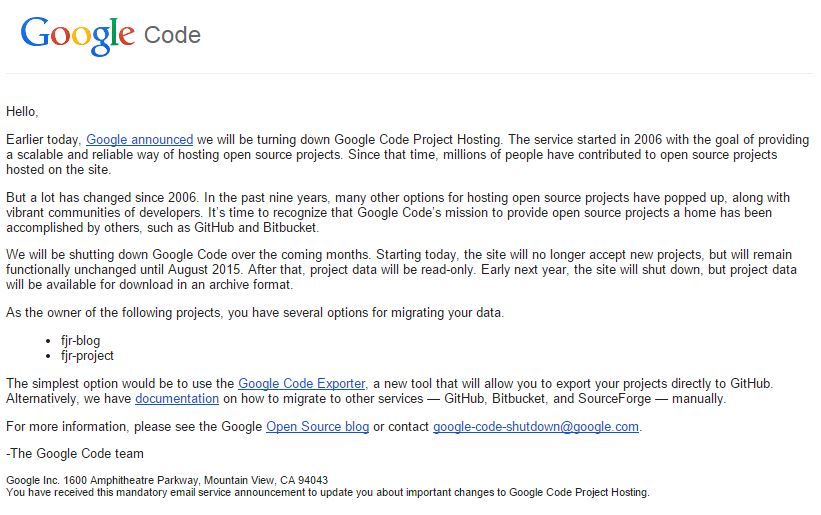 Google Code
Hello,
Earlier today, Google announced we will be turning down Google Code Project Hosting. The service started in 2006 with the goal of providing
a scalable and reliable way of hosting open source projects. Since that time, millions of people have contributed to open source projects
hosted on the site.
But a lot has changed since 2006. In the past nine years, many other options for hosting open source projects have popped up, along with
vibrant communities of developers. It’s time to recognize that Google Code’s mission to provide open source projects a home has been
accomplished by others, such as GitHub and Bitbucket.
We will be shutting down Google Code over the coming months. Starting today, the site will no longer accept new projects, but will remain
functionally unchanged until August 2015. After that, project data will be read-only. Early next year, the site will shut down, but project data
will be available for download in an archive format.
As the owner of the following projects, you have several options for migrating your data.
• fjr-blog
• fjr-project
The simplest option would be to use the Google Code Exporter, a new tool that will allow you to export your projects directly to GitHub.
Alternatively, we have documentation on how to migrate to other services — GitHub, Bitbucket, and SourceForge — manually.
For more information, please see the Google Open Source blog or contact google-code-shutdown@google.com.
-The Google Code team
Google Inc. 1600 Amphitheatre Parkway, Mountain View, CA 94043
You have received this mandatory email service announcement to update you about important changes to Google Code Project Hosting.